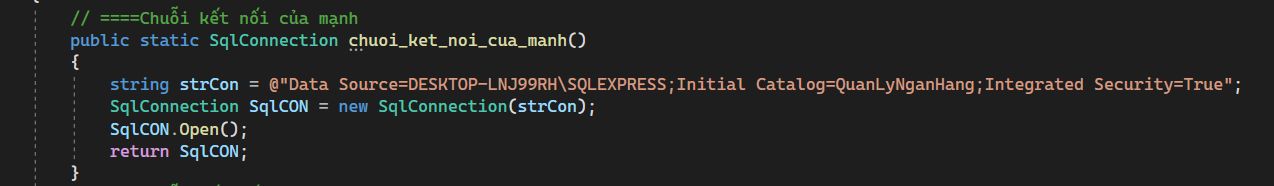 // ====Chuỗi kết nối của mạnh
public static SqlConnection chuoi_ket_noi_cua_manh()
{
string strCon = @"Data Source=DESKTOP-LNJ99RH\SQLEXPRESS;Initial Catalog=QuanLyNganHang;Integrated Security=True";
SqlConnection SqlCON = new SqlConnection(strCon);
SqlCON.Open();
return SqlCON;
}